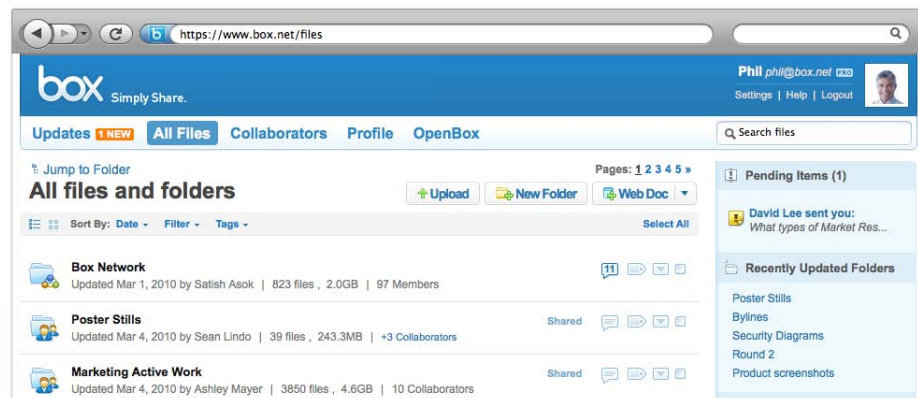 https://www.box.net/files
box Simply Share.
Phil phil@box.net PRO
Settings | Help | Logout
Updates 1 NEW All Files Collaborators Profile OpenBox
Search files
Jump to Folder
Pages: 1 2 3 4 5 »
All files and folders
Upload New Folder Web Doc
Sort By: Date Filter Tags Select All
Box Network
Updated Mar 1, 2010 by Satish Asok | 823 files , 2.0GB | 97 Members
11
Poster Stills
Updated Mar 4, 2010 by Sean Lindo | 39 files , 243.3MB | +3 Collaborators
Shared
Marketing Active Work
Updated Mar 4, 2010 by Ashley Mayer | 3850 files , 4.6GB | 10 Collaborators
Shared
Pending Items (1)
David Lee sent you:
What types of Market Res...
Recently Updated Folders
Poster Stills
Bylines
Security Diagrams
Round 2
Product screenshots